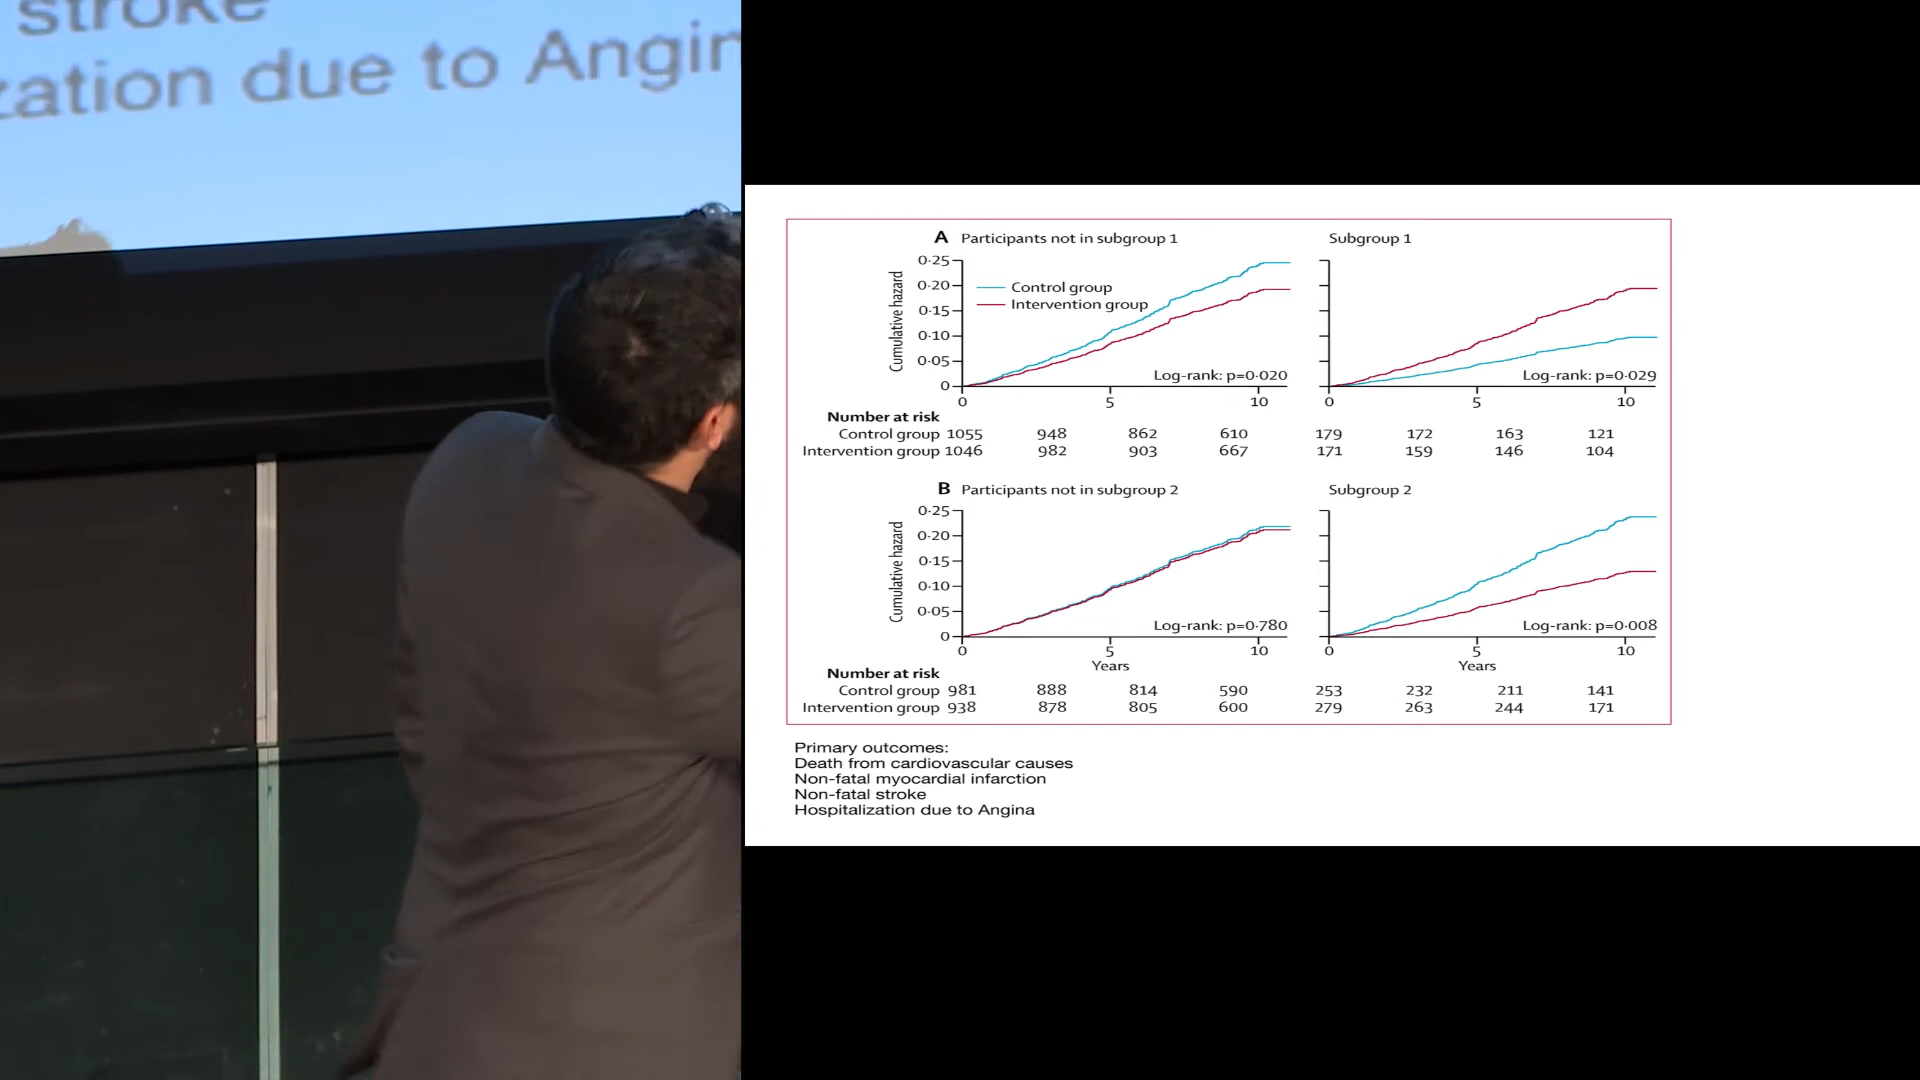 stroke
zation due to Angin
A Participants not in subgroup 1
Subgroup 1
0·25
0·20
0·15
0·10
0·05
0
Cumulative hazard
Control group
Intervention group
Log-rank: p=0·020
Log-rank: p=0·029
0 5 10
0 5 10
Number at risk
Control group 1055 948 862 610 179 172 163 121
Intervention group 1046 982 903 667 171 159 146 104
B Participants not in subgroup 2
Subgroup 2
0·25
0·20
0·15
0·10
0·05
0
Cumulative hazard
Log-rank: p=0·780
Log-rank: p=0·008
0 5 10
0 5 10
Years
Years
Number at risk
Control group 981 888 814 590 253 232 211 141
Intervention group 938 878 805 600 279 263 244 171
Primary outcomes:
Death from cardiovascular causes
Non-fatal myocardial infarction
Non-fatal stroke
Hospitalization due to Angina